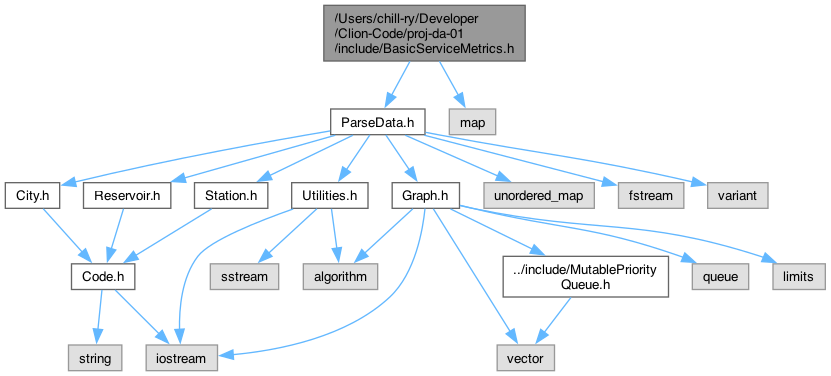 /Users/chill-ry/Developer
/Clion-Code/proj-da-01
/include/BasicServiceMetrics.h
ParseData.h
map
City.h
Reservoir.h
Station.h
Utilities.h
Graph.h
unordered_map
fstream
variant
Code.h
sstream
algorithm
../include/MutablePriority
Queue.h
queue
limits
string
iostream
vector